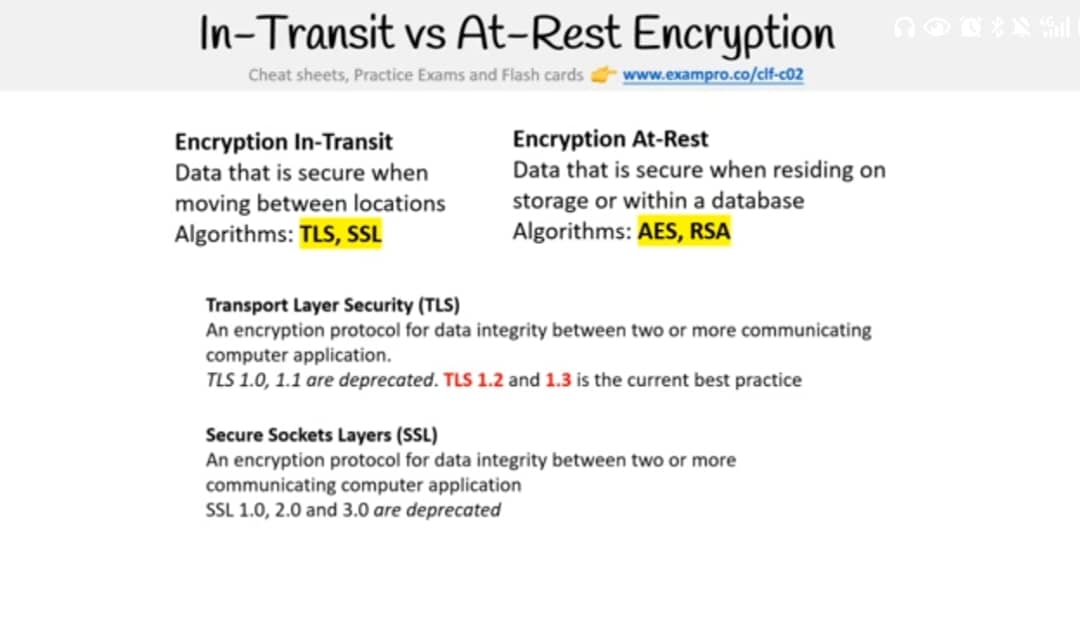 In-Transit vs At-Rest Encryption
Cheat sheets, Practice Exams and Flash cards 👉 www.exampro.co/clf-c02
Encryption In-Transit
Data that is secure when
moving between locations
Algorithms: TLS, SSL
Encryption At-Rest
Data that is secure when residing on
storage or within a database
Algorithms: AES, RSA
Transport Layer Security (TLS)
An encryption protocol for data integrity between two or more communicating
computer application.
TLS 1.0, 1.1 are deprecated. TLS 1.2 and 1.3 is the current best practice
Secure Sockets Layers (SSL)
An encryption protocol for data integrity between two or more
communicating computer application
SSL 1.0, 2.0 and 3.0 are deprecated